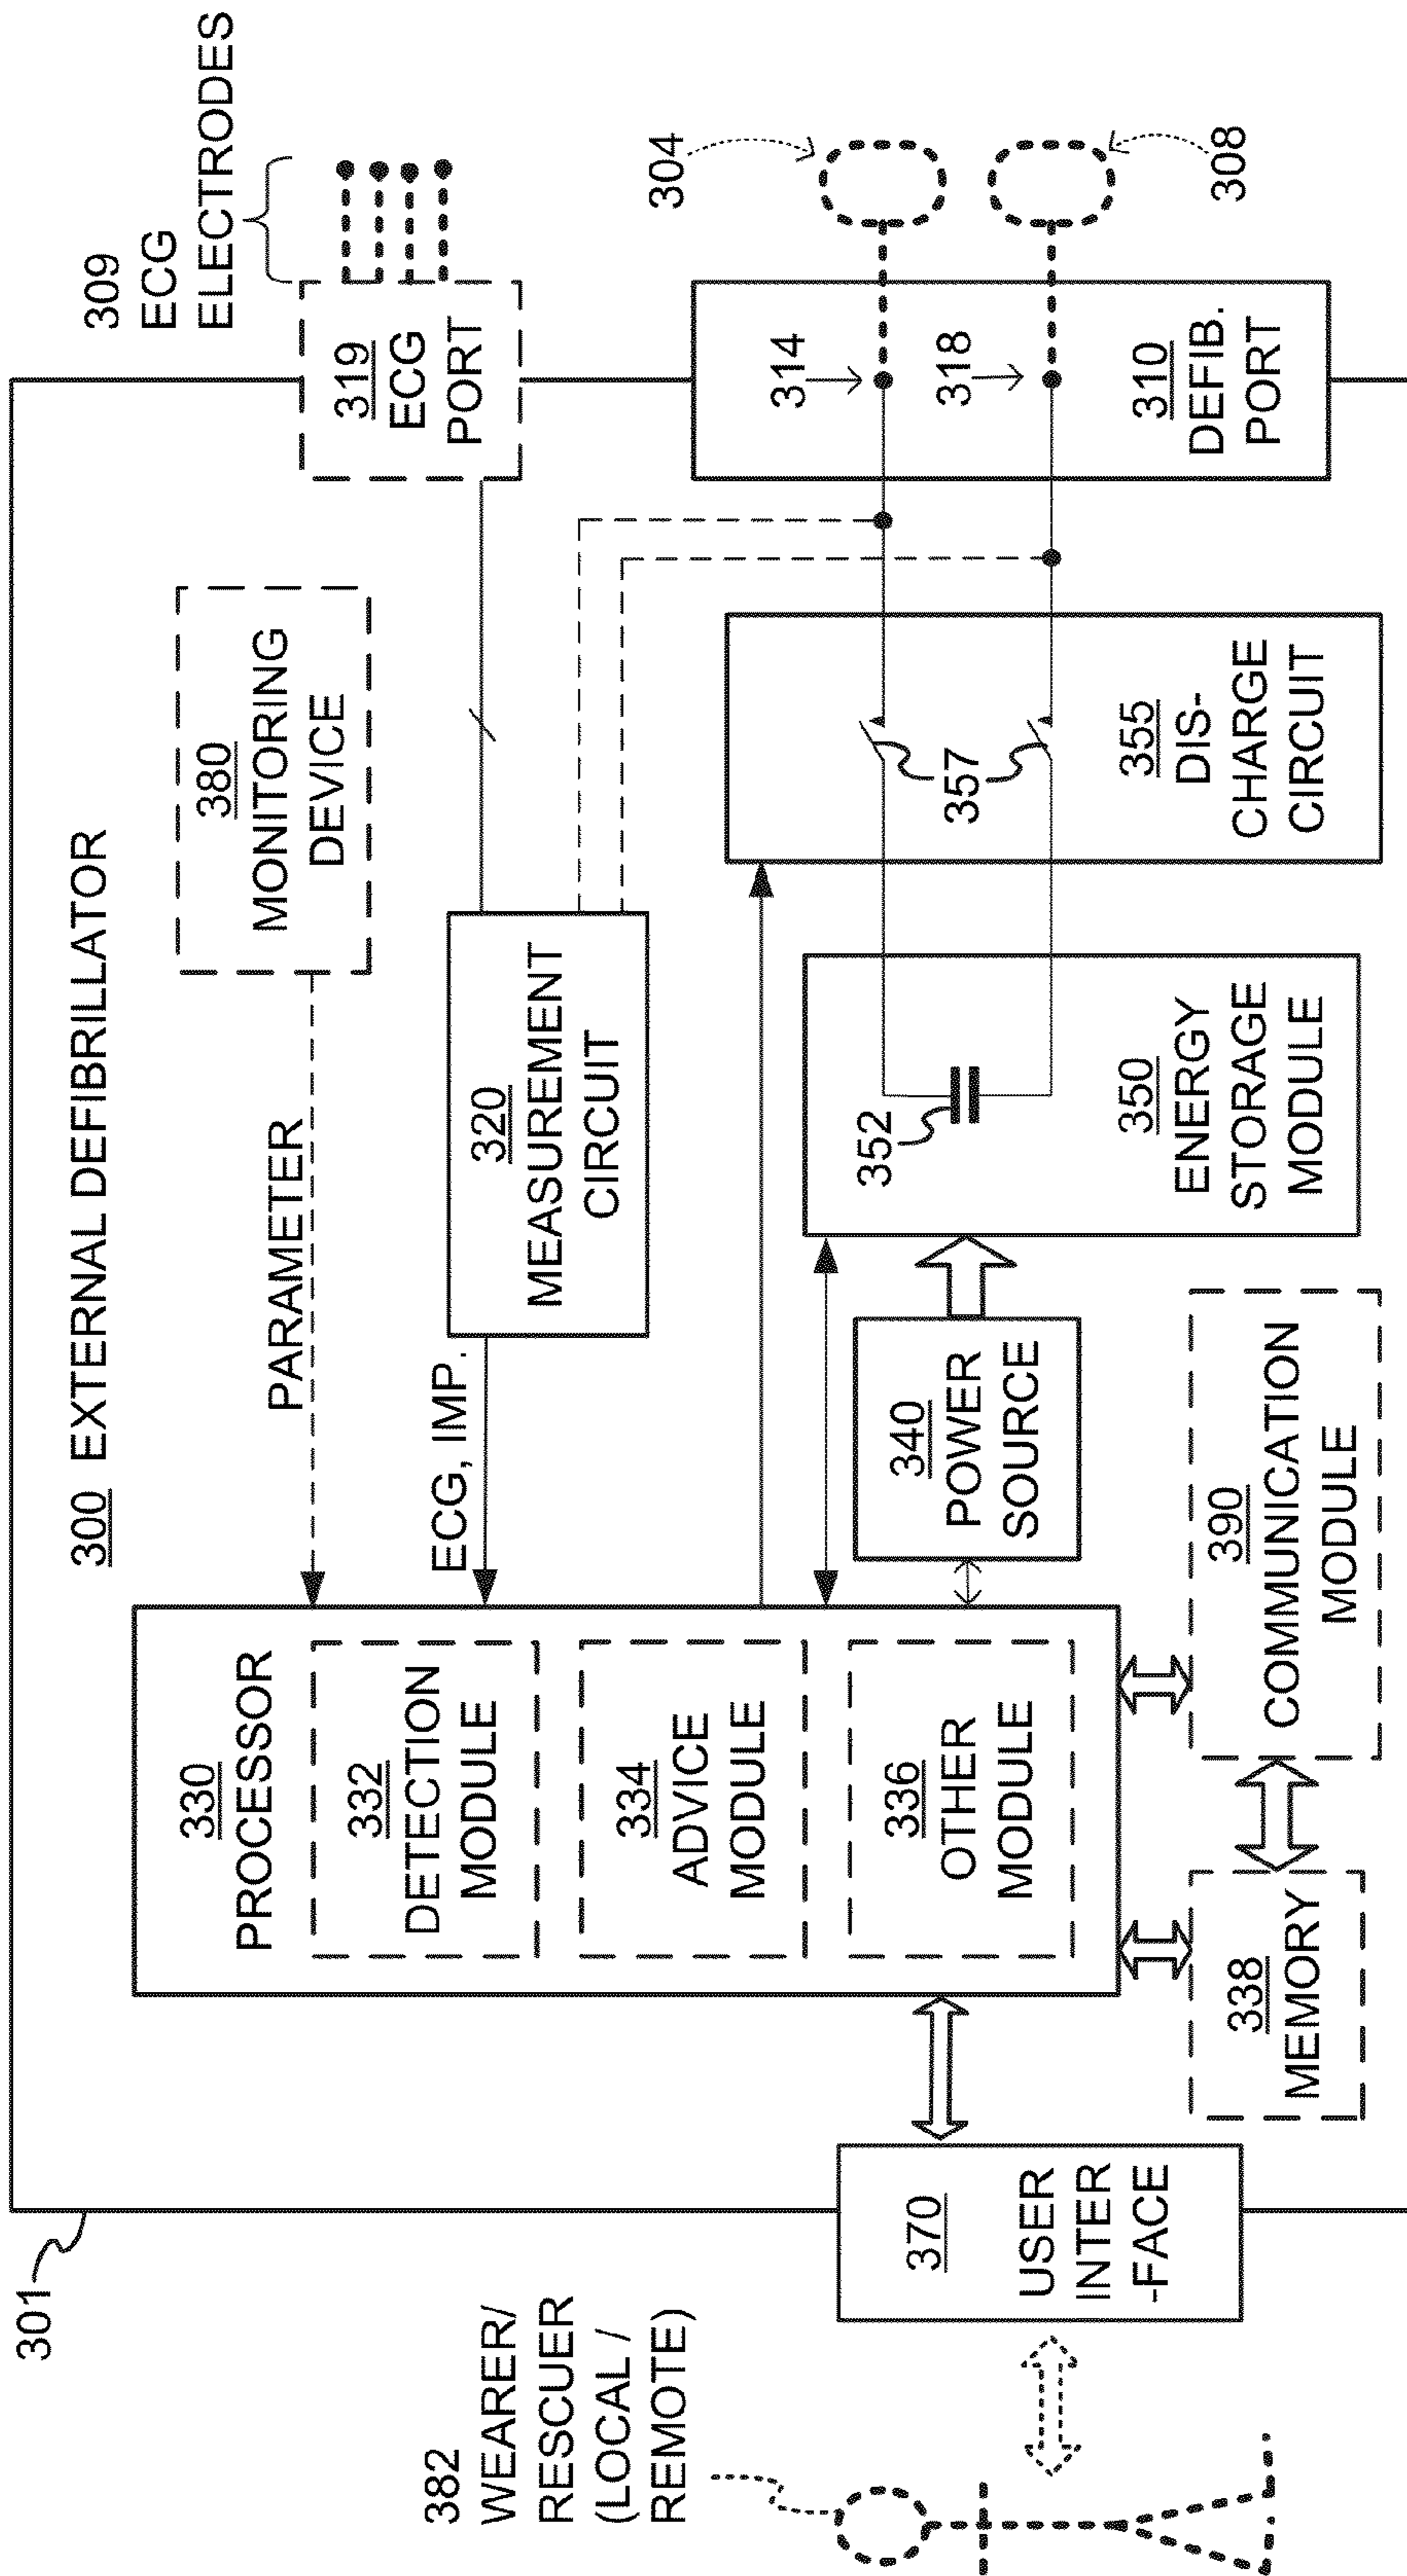 300 EXTERNAL DEFIBRILLATOR
301
309
ECG
ELECTRODES
319
ECG
PORT
380
MONITORING
DEVICE
PARAMETER
320
MEASUREMENT
CIRCUIT
ECG, IMP.
330
PROCESSOR
332
DETECTION
MODULE
334
ADVICE
MODULE
336
OTHER
MODULE
382
WEARER/
RESCUER
(LOCAL /
REMOTE)
370
USER
INTER
-FACE
338
MEMORY
390
COMMUNICATION
MODULE
340
POWER
SOURCE
352
350
ENERGY
STORAGE
MODULE
357
355
DIS-
CHARGE
CIRCUIT
314
318
310
DEFIB.
PORT
304
308